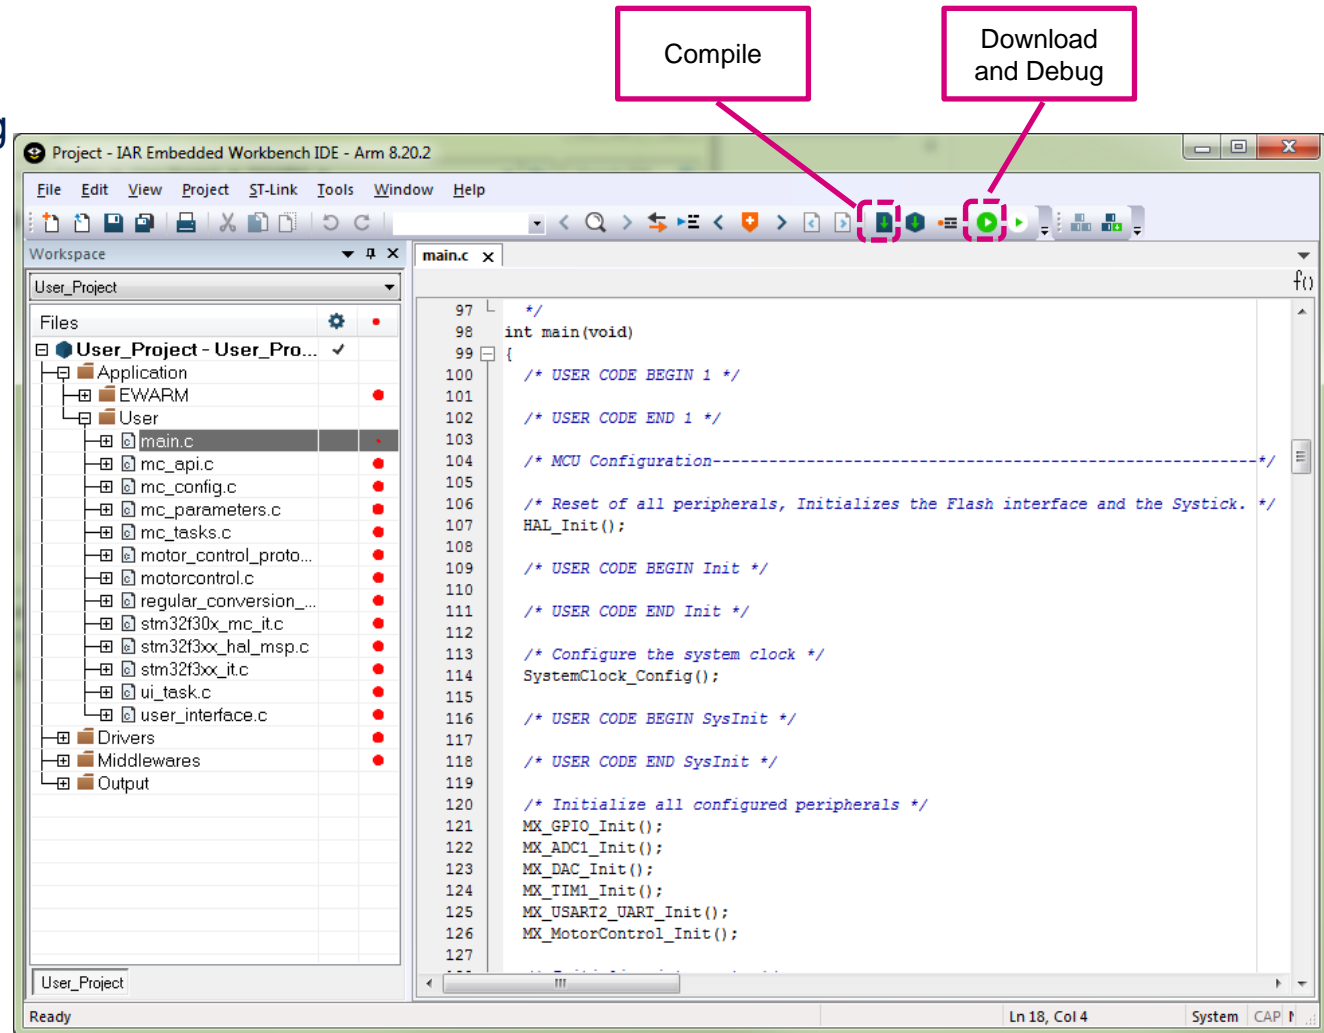 Compile
Download
and Debug
g
Project - IAR Embedded Workbench IDE - Arm 8.20.2
File Edit View Project ST-Link Tools Window Help
Workspace
User_Project
Files
User_Project - User_Pro...
Application
EWARM
User
main.c
mc_api.c
mc_config.c
mc_parameters.c
mc_tasks.c
motor_control_proto...
motorcontrol.c
regular_conversion_...
stm32f30x_mc_it.c
stm32f3xx_hal_msp.c
stm32f3xx_it.c
ui_task.c
user_interface.c
Drivers
Middlewares
Output
User_Project
main.c x
f()
97 */
98 int main(void)
99 {
100 /* USER CODE BEGIN 1 */
101
102 /* USER CODE END 1 */
103
104 /* MCU Configuration----------------------------------------------------------*/
105
106 /* Reset of all peripherals, Initializes the Flash interface and the Systick. */
107 HAL_Init();
108
109 /* USER CODE BEGIN Init */
110
111 /* USER CODE END Init */
112
113 /* Configure the system clock */
114 SystemClock_Config();
115
116 /* USER CODE BEGIN SysInit */
117
118 /* USER CODE END SysInit */
119
120 /* Initialize all configured peripherals */
121 MX_GPIO_Init();
122 MX_ADC1_Init();
123 MX_DAC_Init();
124 MX_TIM1_Init();
125 MX_USART2_UART_Init();
126 MX_MotorControl_Init();
127
Ready
Ln 18, Col 4
System
CAP